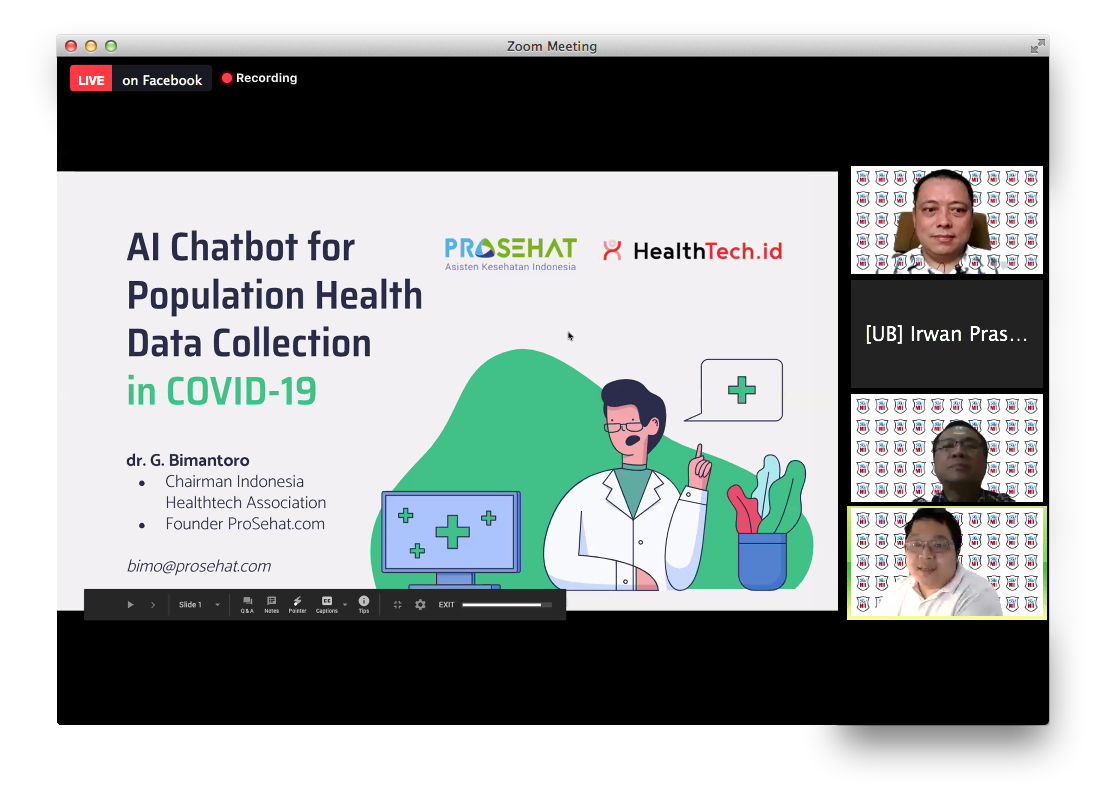 Zoom Meeting
LIVE on Facebook Recording
AI Chatbot for
Population Health
Data Collection
in COVID-19
PROSEHAT
Asisten Kesehatan Indonesia
HealthTech.id
dr. G. Bimantoro
• Chairman Indonesia
Healthtech Association
• Founder ProSehat.com
bimo@prosehat.com
[UB] Irwan Pras...
Slide 1
Q & A
Notes
Pointer
CC
Captions
Tips
EXIT